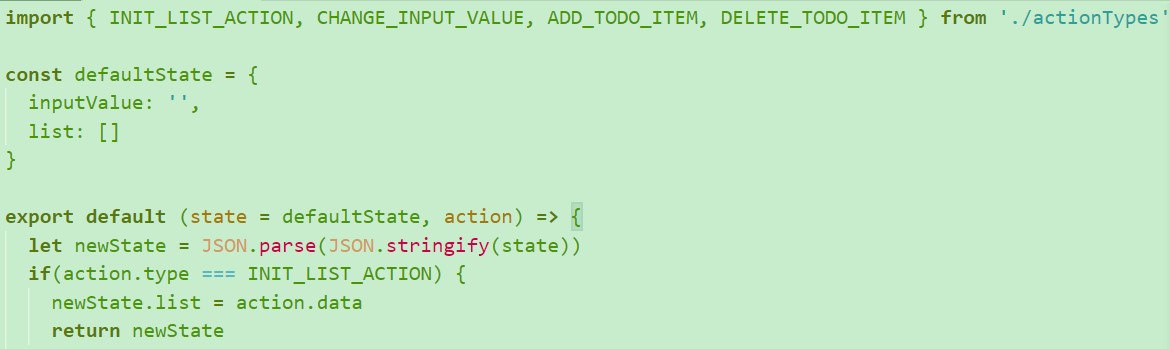 import { INIT_LIST_ACTION, CHANGE_INPUT_VALUE, ADD_TODO_ITEM, DELETE_TODO_ITEM } from './actionTypes'
const defaultState = {
  inputValue: '',
  list: []
}
export default (state = defaultState, action) => {
  let newState = JSON.parse(JSON.stringify(state))
  if(action.type === INIT_LIST_ACTION) {
    newState.list = action.data
    return newState